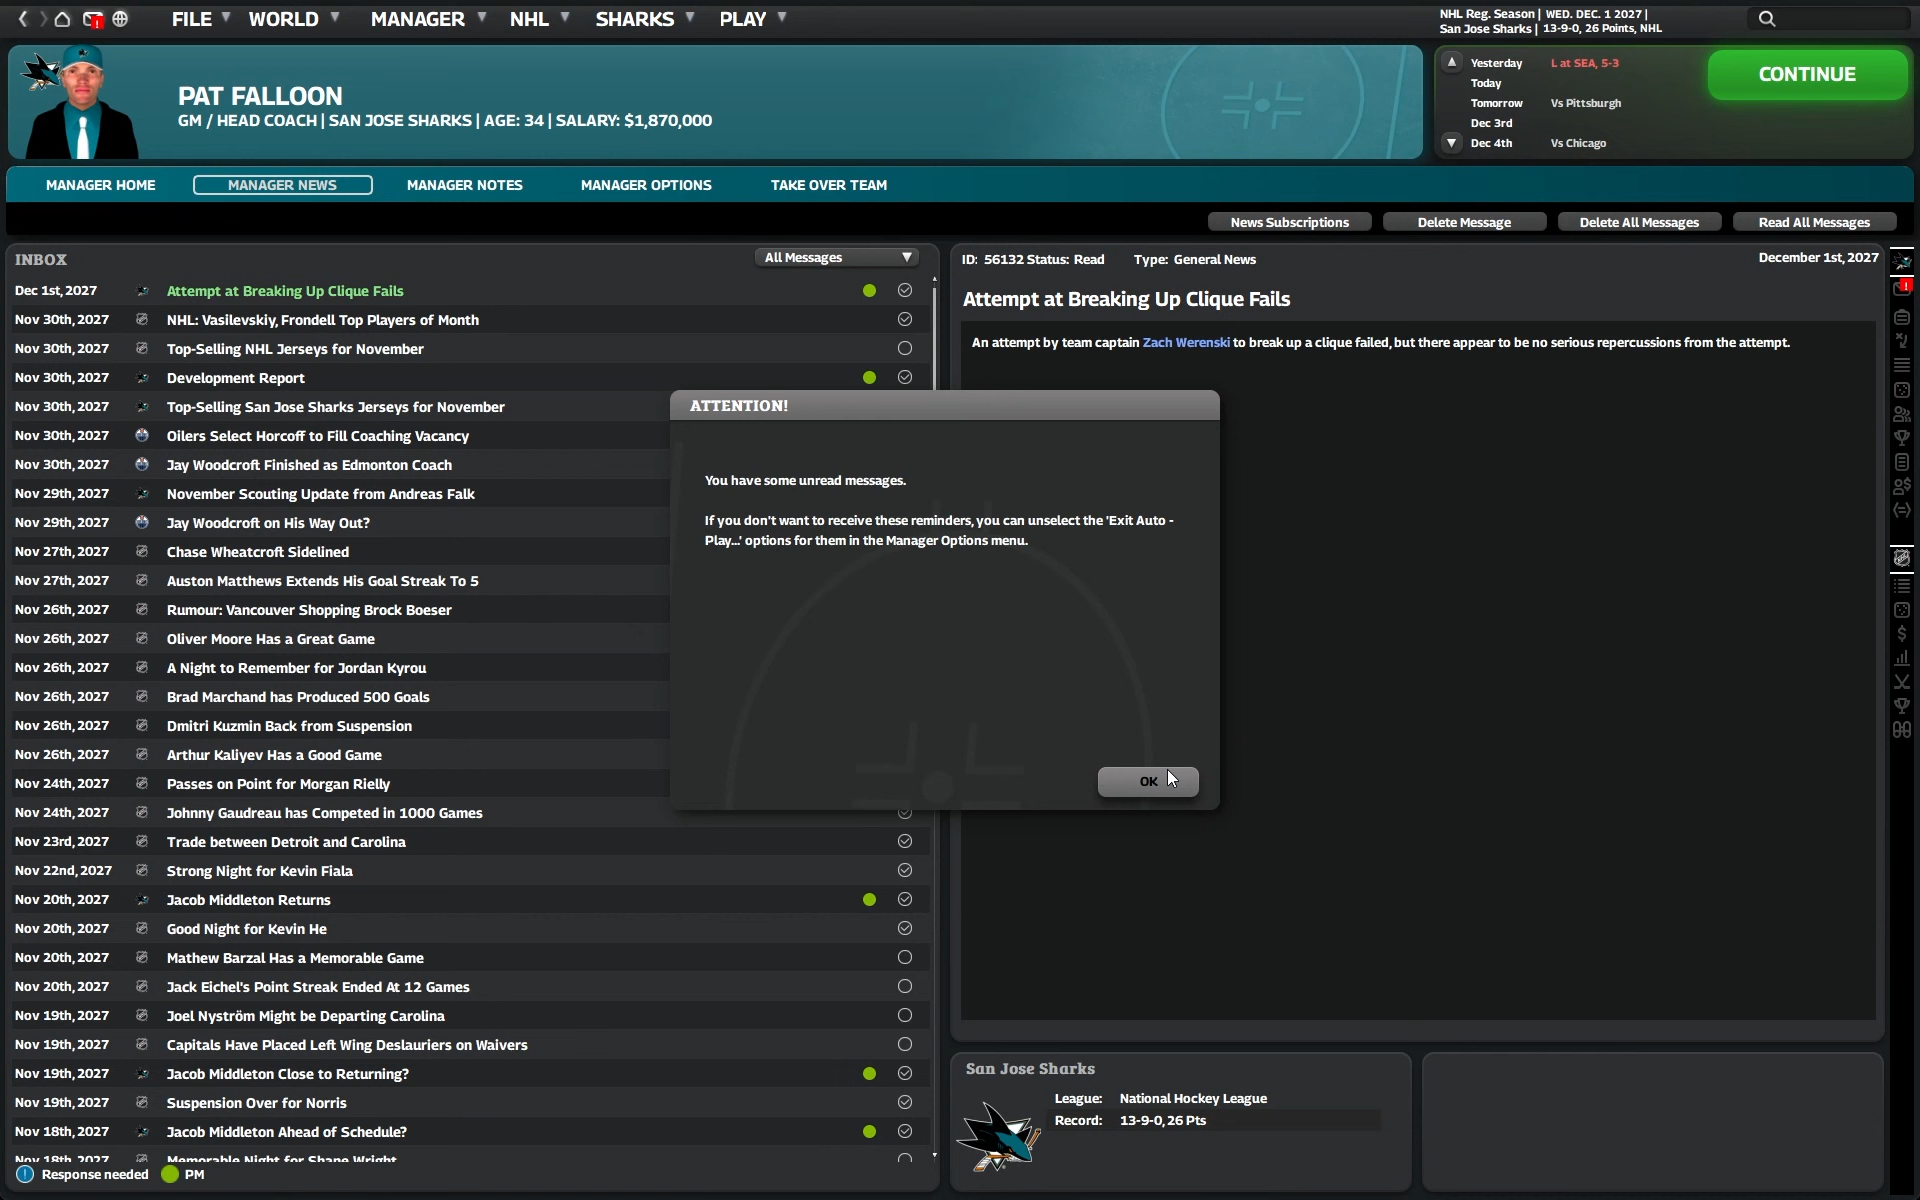 FILE WORLD MANAGER NHL SHARKS PLAY
NHL Reg. Season | WED. DEC. 1 2027 |
San Jose Sharks | 13-9-0, 26 Points, NHL
PAT FALLOON
GM / HEAD COACH | SAN JOSE SHARKS | AGE: 34 | SALARY: $1,870,000
Yesterday L at SEA, 5-3
Today
Tomorrow Vs Pittsburgh
Dec 3rd
Dec 4th Vs Chicago
CONTINUE
MANAGER HOME MANAGER NEWS MANAGER NOTES MANAGER OPTIONS TAKE OVER TEAM
News Subscriptions Delete Message Delete All Messages Read All Messages
INBOX All Messages
Dec 1st, 2027 Attempt at Breaking Up Clique Fails
Nov 30th, 2027 NHL: Vasilevskiy, Frondell Top Players of Month
Nov 30th, 2027 Top-Selling NHL Jerseys for November
Nov 30th, 2027 Development Report
Nov 30th, 2027 Top-Selling San Jose Sharks Jerseys for November
Nov 30th, 2027 Oilers Select Horcoff to Fill Coaching Vacancy
Nov 30th, 2027 Jay Woodcroft Finished as Edmonton Coach
Nov 29th, 2027 November Scouting Update from Andreas Falk
Nov 29th, 2027 Jay Woodcroft on His Way Out?
Nov 27th, 2027 Chase Wheatcroft Sidelined
Nov 27th, 2027 Auston Matthews Extends His Goal Streak To 5
Nov 26th, 2027 Rumour: Vancouver Shopping Brock Boeser
Nov 26th, 2027 Oliver Moore Has a Great Game
Nov 26th, 2027 A Night to Remember for Jordan Kyrou
Nov 26th, 2027 Brad Marchand has Produced 500 Goals
Nov 26th, 2027 Dmitri Kuzmin Back from Suspension
Nov 26th, 2027 Arthur Kaliyev Has a Good Game
Nov 24th, 2027 Passes on Point for Morgan Rielly
Nov 24th, 2027 Johnny Gaudreau has Competed in 1000 Games
Nov 23rd, 2027 Trade between Detroit and Carolina
Nov 22nd, 2027 Strong Night for Kevin Fiala
Nov 20th, 2027 Jacob Middleton Returns
Nov 20th, 2027 Good Night for Kevin He
Nov 20th, 2027 Mathew Barzal Has a Memorable Game
Nov 20th, 2027 Jack Eichel's Point Streak Ended At 12 Games
Nov 19th, 2027 Joel Nyström Might be Departing Carolina
Nov 19th, 2027 Capitals Have Placed Left Wing Deslauriers on Waivers
Nov 19th, 2027 Jacob Middleton Close to Returning?
Nov 19th, 2027 Suspension Over for Norris
Nov 18th, 2027 Jacob Middleton Ahead of Schedule?
Nov 18th, 2027 Memorable Night for Shane Wright
Response needed PM
ID: 56132 Status: Read Type: General News December 1st, 2027
Attempt at Breaking Up Clique Fails
An attempt by team captain Zach Werenski to break up a clique failed, but there appear to be no serious repercussions from the attempt.
ATTENTION!
You have some unread messages.
If you don't want to receive these reminders, you can unselect the 'Exit Auto -
Play...' options for them in the Manager Options menu.
OK
San Jose Sharks
League: National Hockey League
Record: 13-9-0, 26 Pts